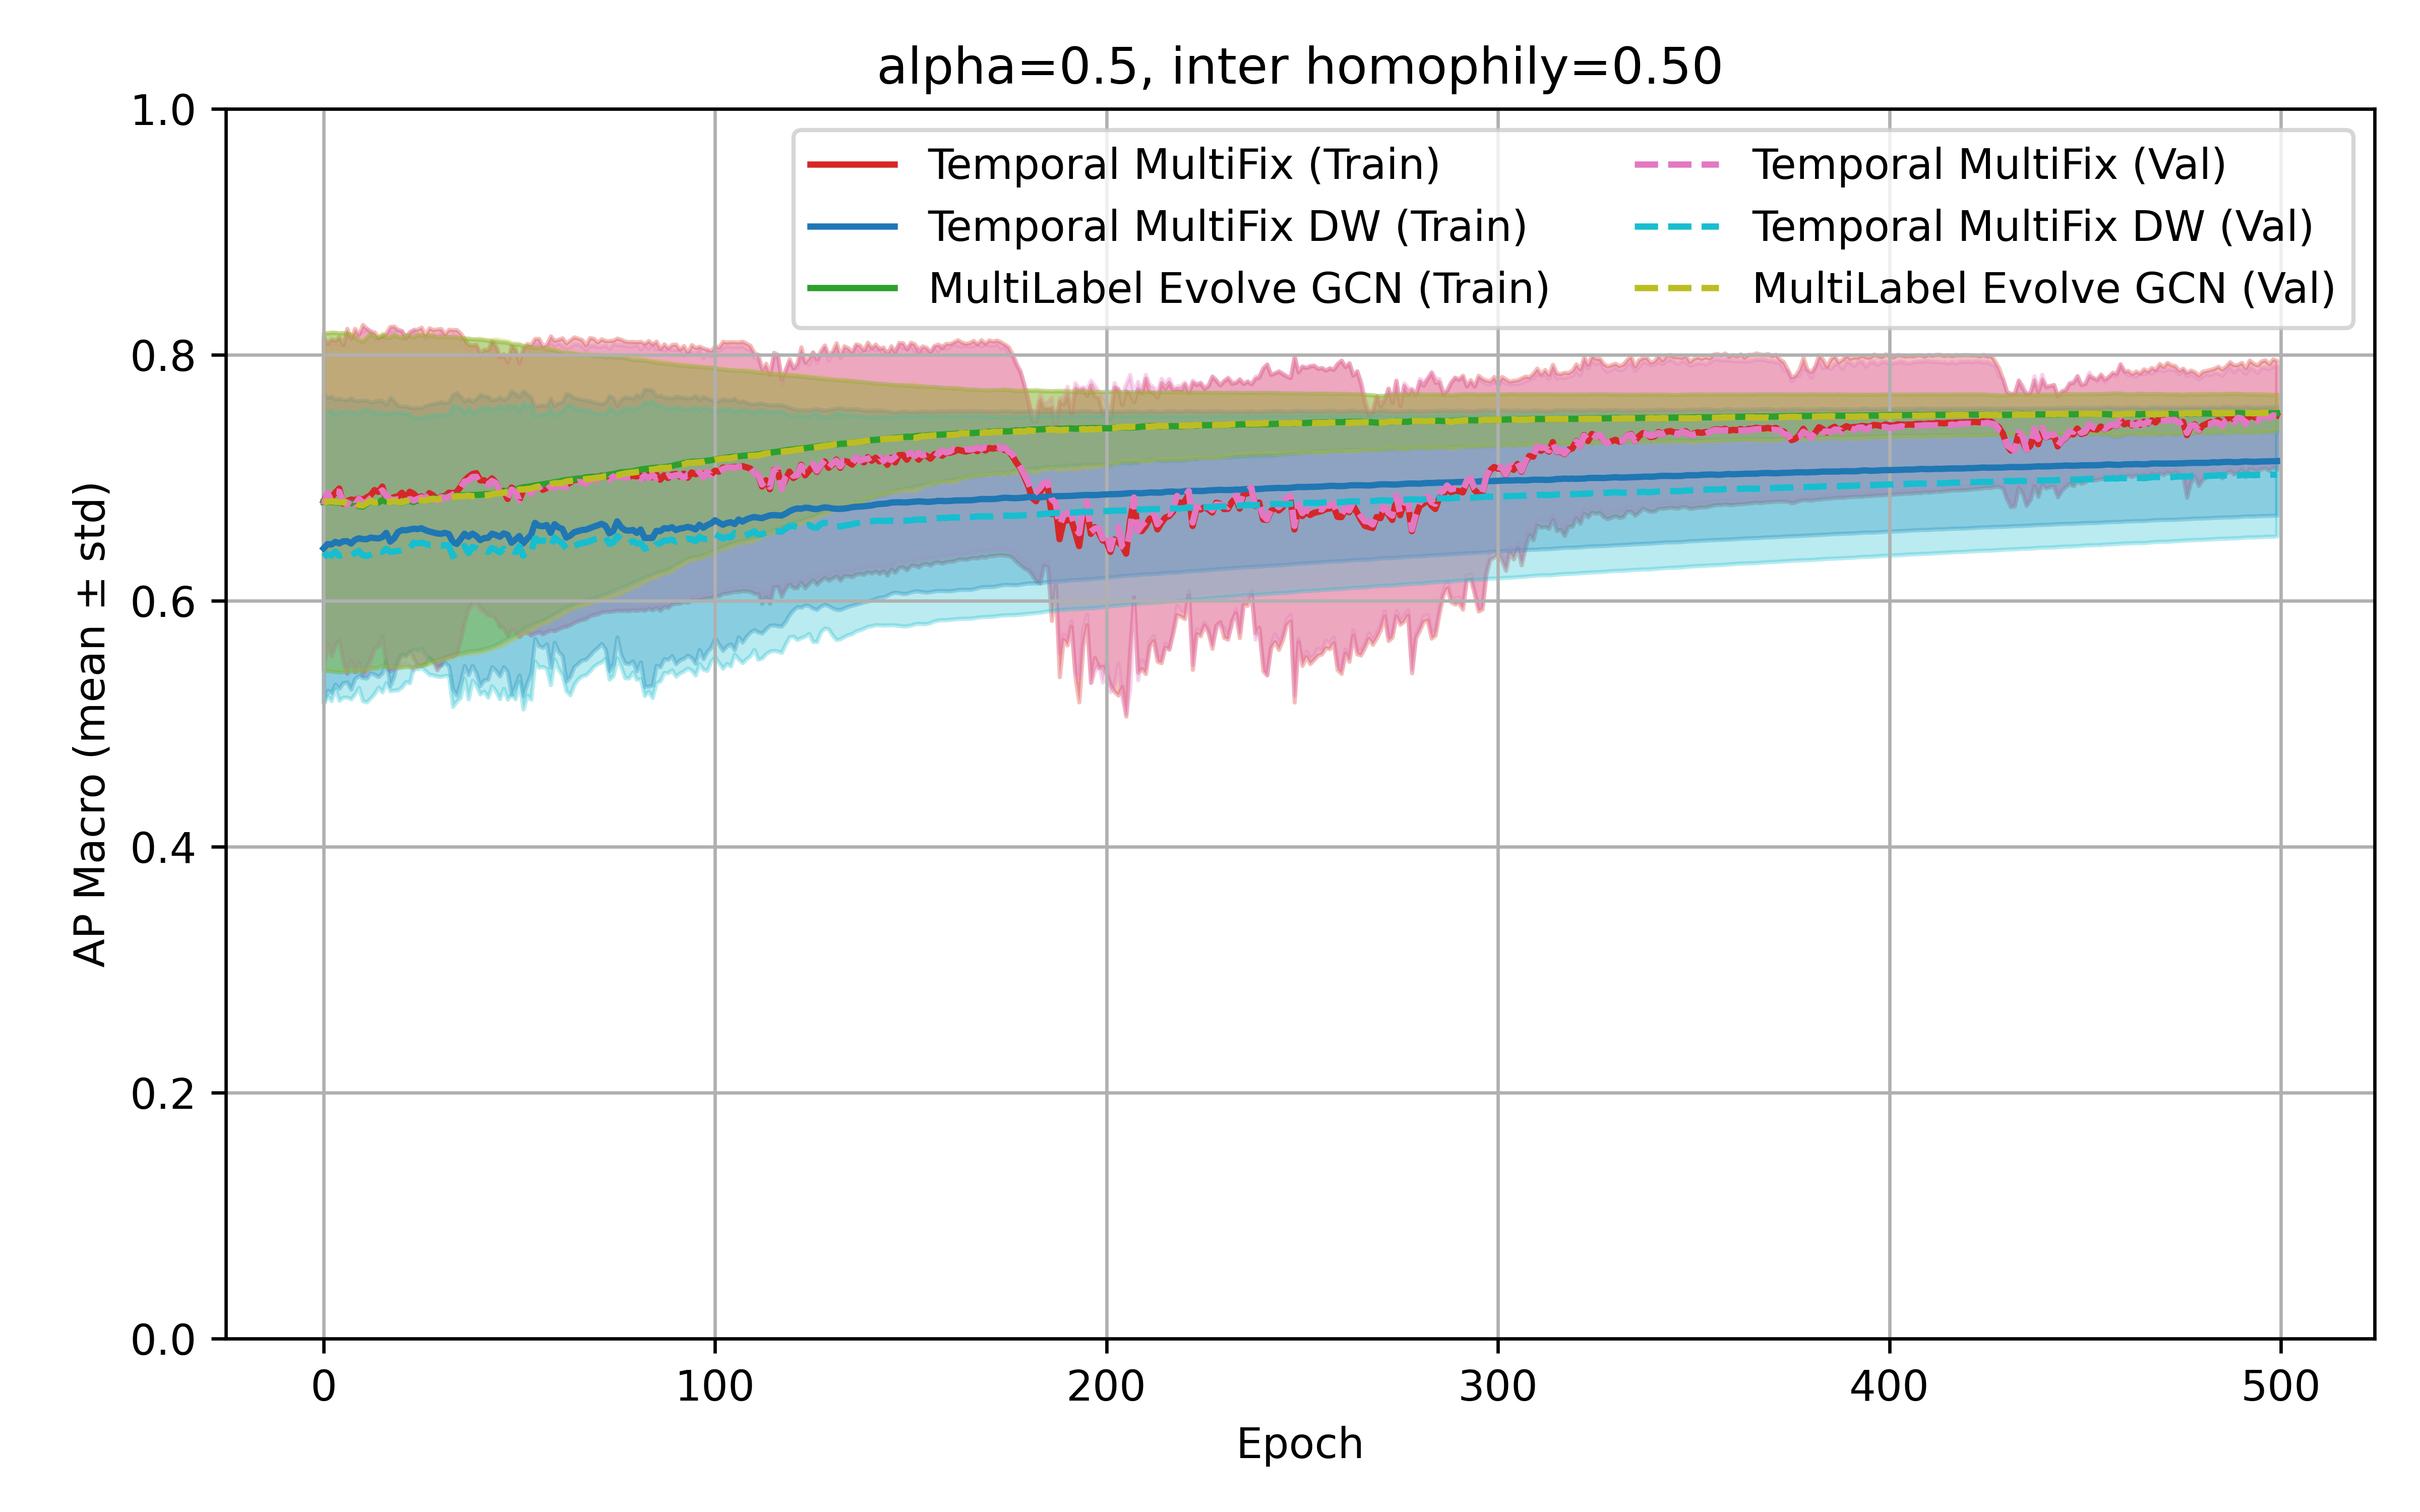 alpha=0.5, inter homophily=0.50
Temporal MultiFix (Train)
Temporal MultiFix DW (Train)
MultiLabel Evolve GCN (Train)
Temporal MultiFix (Val)
Temporal MultiFix DW (Val)
MultiLabel Evolve GCN (Val)
AP Macro (mean ± std)
1.0
0.8
0.6
0.4
0.2
0.0
0 100 200 300 400 500
Epoch